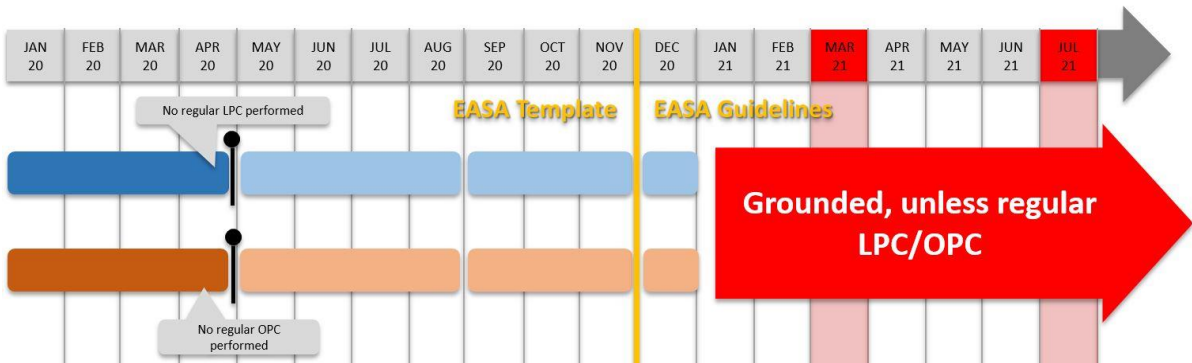 JAN FEB MAR APR MAY JUN JUL AUG SEP OCT NOV DEC JAN FEB MAR APR MAY JUN JUL
20 20 20 20 20 20 20 20 20 20 20 20 21 21 21 21 21 21 21
No regular LPC performed
EASA Template EASA Guidelines
Grounded, unless regular
LPC/OPC
No regular OPC
performed